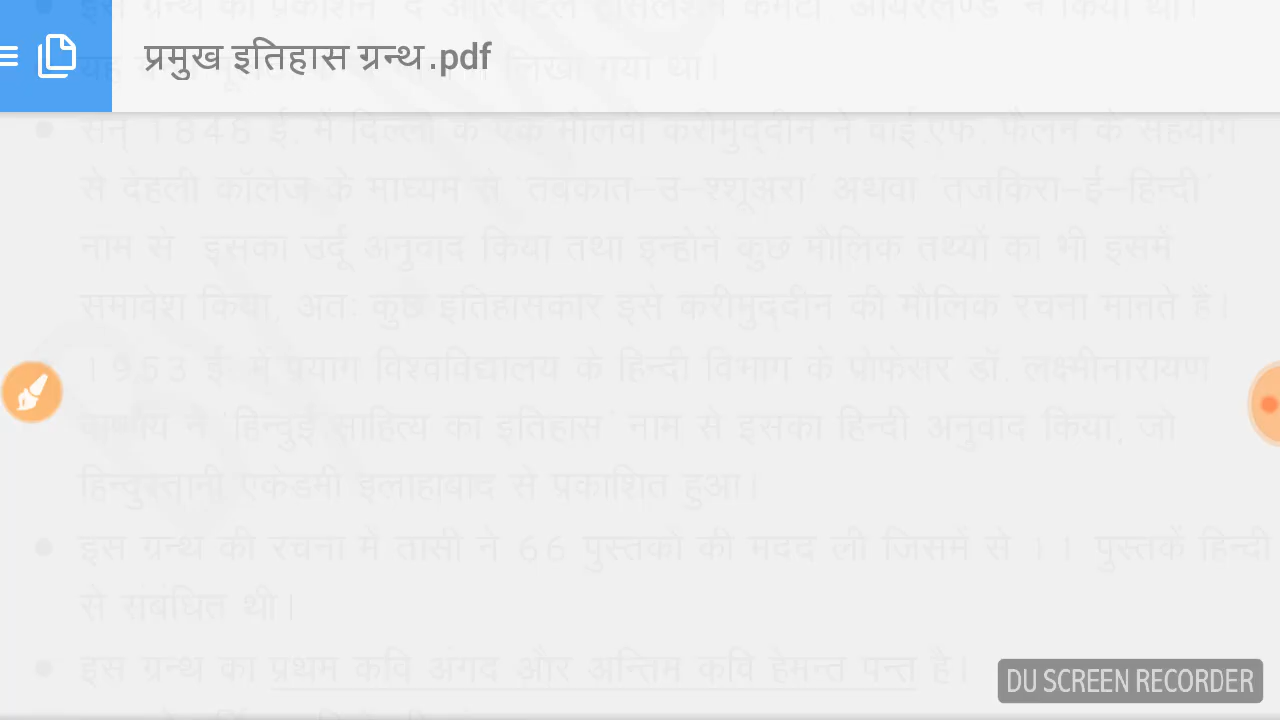 इस ग्रन्थ का प्रकाशन 'द ओरियंटल ट्रांसलेशन कमेटी' आयरलैण्ड ने किया था।
प्रमुख इतिहास ग्रन्थ.pdf
लिखा गया था।
सन् 1848 ई. में दिल्ली के एक मौलवी करीमुद्दीन ने वाई.एफ. फैलन के सहयोग
से देहली कॉलेज के माध्यम से 'तबकात-उ-श्शूअरा' अथवा 'तजकिरा-ई-हिन्दी'
नाम से इसका उर्दू अनुवाद किया तथा इन्होनें कुछ मौलिक तथ्यों का भी इसमें
समावेश किया, अतः कुछ इतिहासकार इसे करीमुद्दीन की मौलिक रचना मानते हैं।
1953 ई. में प्रयाग विश्वविद्यालय के हिन्दी विभाग के प्रोफेसर डॉ. लक्ष्मीनारायण
ने 'हिन्दुई साहित्य का इतिहास' नाम से इसका हिन्दी अनुवाद किया, जो
हिन्दुस्तानी एकेडमी इलाहाबाद से प्रकाशित हुआ।
इस ग्रन्थ की रचना में तासी ने 66 पुस्तकों की मदद ली जिसमें से 11 पुस्तकें हिन्दी
से संबंधित थी।
इस ग्रन्थ का प्रथम कवि अंगद और अन्तिम कवि हेमन्त पन्त है।
DU SCREEN RECORDER